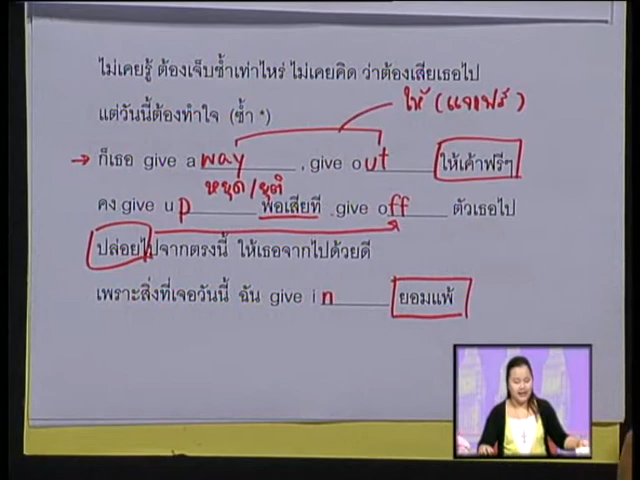 ไม่เคยรู้ ต้องเจ็บซ้ำเท่าไหร่ ไม่เคยคิด ว่าต้องเสียเธอไป
แต่วันนี้ต้องทำใจ (ซ้ำ *) ให้ (แจกฟรี)
→ ก็เธอ give away , give out ให้เค้าฟรีๆ
หยุด/ยุติ
คง give up พอเสียที give off ตัวเธอไป
ปล่อยไปจากตรงนี้ ให้เธอจากไปด้วยดี
เพราะสิ่งที่เจอวันนี้ ฉัน give in ยอมแพ้